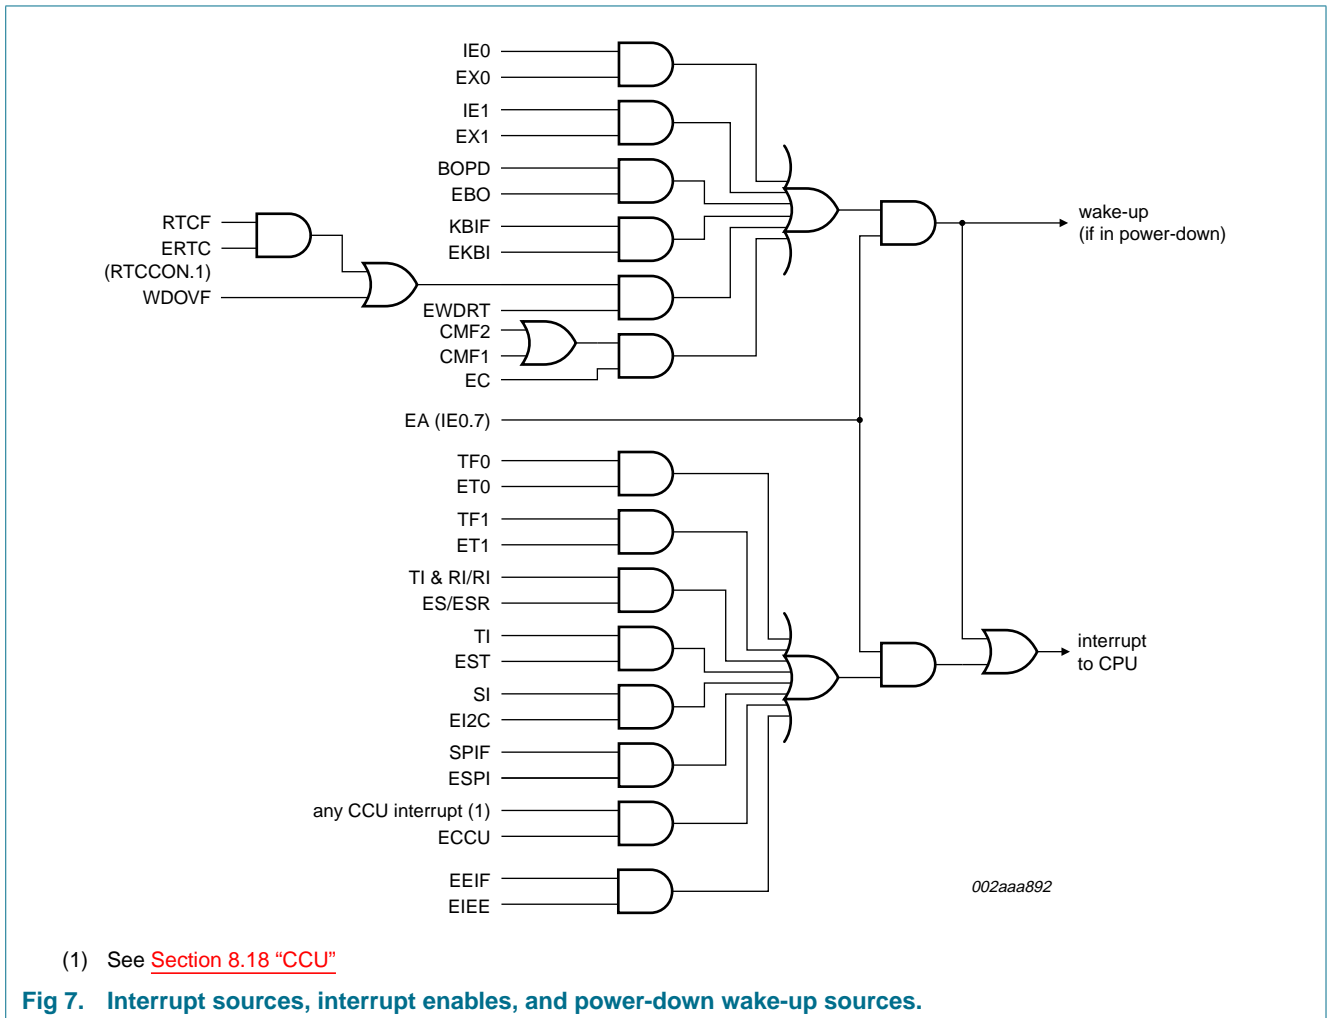 IE0
EX0
IE1
EX1
BOPD
EBO
RTCF
KBIF
ERTC
EKBI
(RTCCON.1)
WDOVF
EWDRT
CMF2
CMF1
EC
wake-up
(if in power-down)
EA (IE0.7)
TF0
ET0
TF1
ET1
TI & RI/RI
ES/ESR
TI
EST
interrupt
to CPU
SI
EI2C
SPIF
ESPI
any CCU interrupt (1)
ECCU
EEIF
EIEE
002aaa892
(1) See Section 8.18 “CCU”
Fig 7. Interrupt sources, interrupt enables, and power-down wake-up sources.